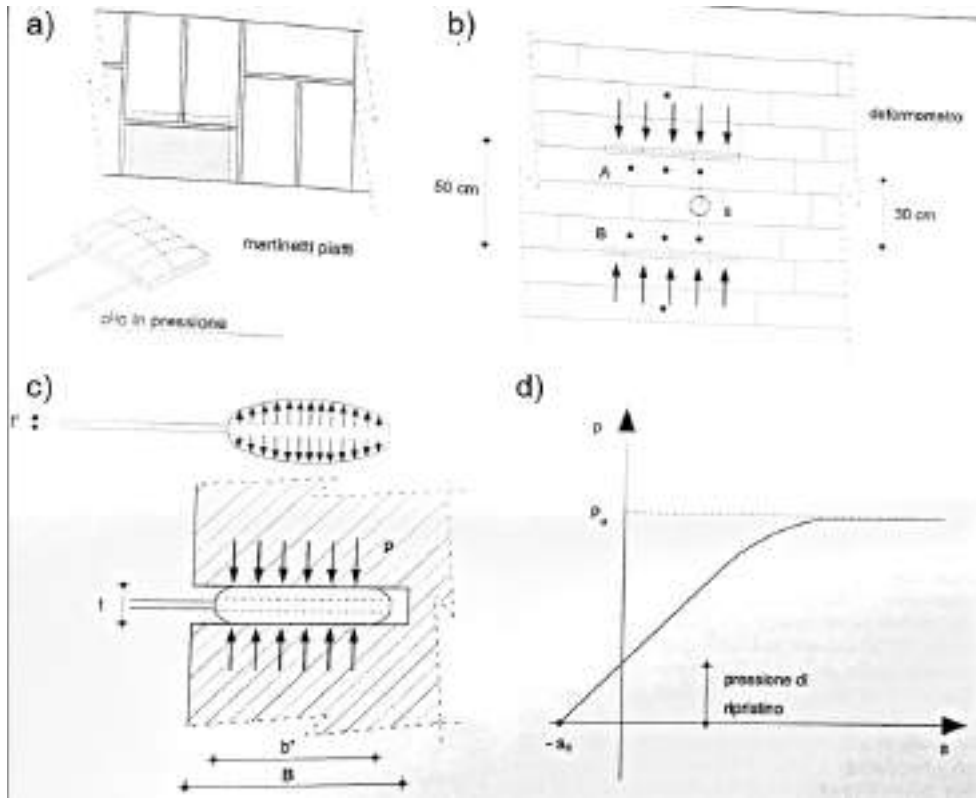 a)
martinetti piatti
olio in pressione
b)
deformometro
A
50 cm
s
30 cm
B
c)
t'
p
t
b*
B
d)
p
pressione di
ripristino
s